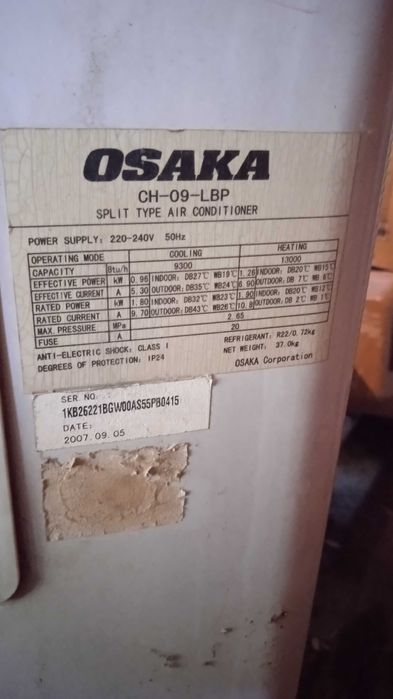 OSAKA
CH-09-LBP
SPLIT TYPE AIR CONDITIONER
POWER SUPPLY: 220-240V 50Hz
OPERATING MODE COOLING HEATING
CAPACITY Btu/h 9300 13000
EFFECTIVE POWER kW 0.96 INDOOR: DB27℃ WB19℃ 1.26 INDOOR: DB20℃ WB15℃
EFFECTIVE CURRENT A 5.30 OUTDOOR: DB35℃ WB24℃ 6.90 OUTDOOR: DB 7℃ WB 6℃
RATED POWER kW 1.80 INDOOR: DB32℃ WB23℃ 1.90 INDOOR: DB20℃ WB12℃
RATED CURRENT A 9.70 OUTDOOR: DB43℃ WB26℃ 10.8 OUTDOOR: DB 2℃ WB 1℃
MAX. PRESSURE MPa 2.65
FUSE A 20
ANTI-ELECTRIC SHOCK: CLASS I REFRIGERANT: R22/0.72kg
DEGREES OF PROTECTION: IP24 NET WEIGHT: 37.0kg
OSAKA Corporation
SER. NO.
1KB26221BGW00AS55PB0415
DATE:
2007.09.05